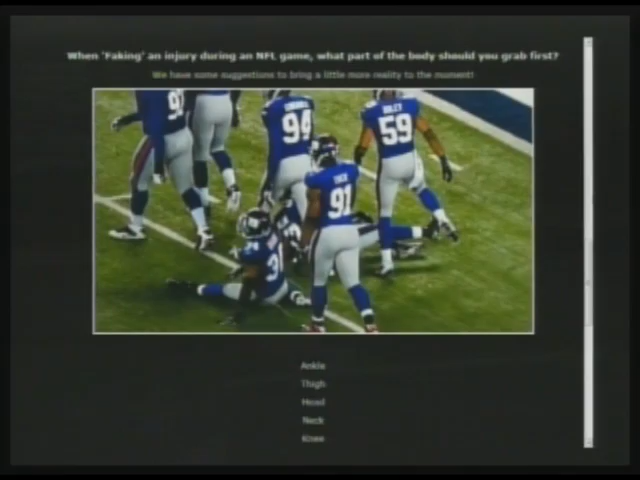 When 'Faking' an injury during an NFL game, what part of the body should you grab first?
We have some suggestions to bring a little more reality to the moment!
94
59
91
31
Ankle
Thigh
Head
Neck
Knee